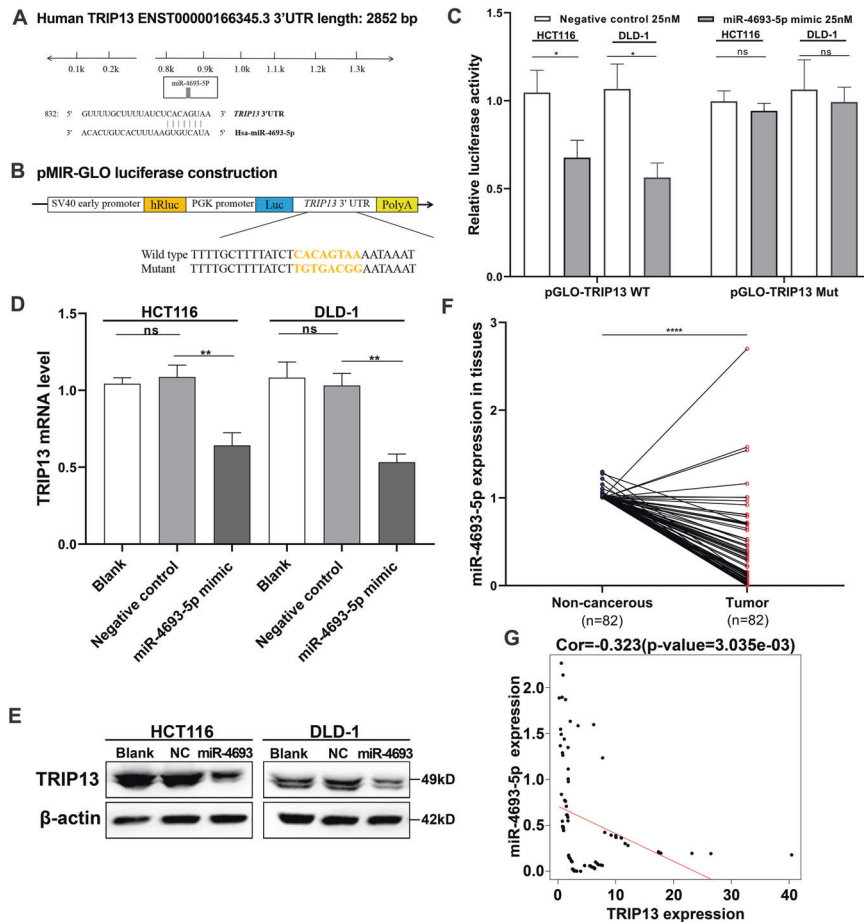 A Human TRIP13 ENST00000166345.3 3'UTR length: 2852 bp
0.1k 0.2k 0.8k 0.9k 1.0k 1.1k 1.2k 1.3k
miR-4693-5P
832: 5' GUUUUGCUUUUAUCUCACAGUAA 3' TRIP13 3'UTR
3' ACACUGUCACUUUAAGUGUCAUA 5' Hsa-miR-4693-5p
B pMIR-GLO luciferase construction
SV40 early promoter hRluc PGK promoter Luc TRIP13 3' UTR PolyA
Wild type TTTTGCTTTTATCTCACAGTAAAATAAAT
Mutant TTTTGCTTTTATCTTGTGACGGAATAAAT
C
Negative control 25nM miR-4693-5p mimic 25nM
HCT116 DLD-1 HCT116 DLD-1
* * ns ns
Relative luciferase activity
1.5
1.0
0.5
0.0
pGLO-TRIP13 WT pGLO-TRIP13 Mut
D
HCT116 DLD-1
ns ** ns **
TRIP13 mRNA level
1.5
1.0
0.5
0.0
Blank
Negative control
miR-4693-5p mimic
Blank
Negative control
miR-4693-5p mimic
E
HCT116 DLD-1
Blank NC miR-4693 Blank NC miR-4693
TRIP13 49kD
β-actin 42kD
F
****
miR-4693-5p expression in tissues
3
2
1
0
Non-cancerous Tumor
(n=82) (n=82)
G
Cor=-0.323(p-value=3.035e-03)
miR-4693-5p expression
2.0
1.5
1.0
0.5
0.0
0 10 20 30 40
TRIP13 expression